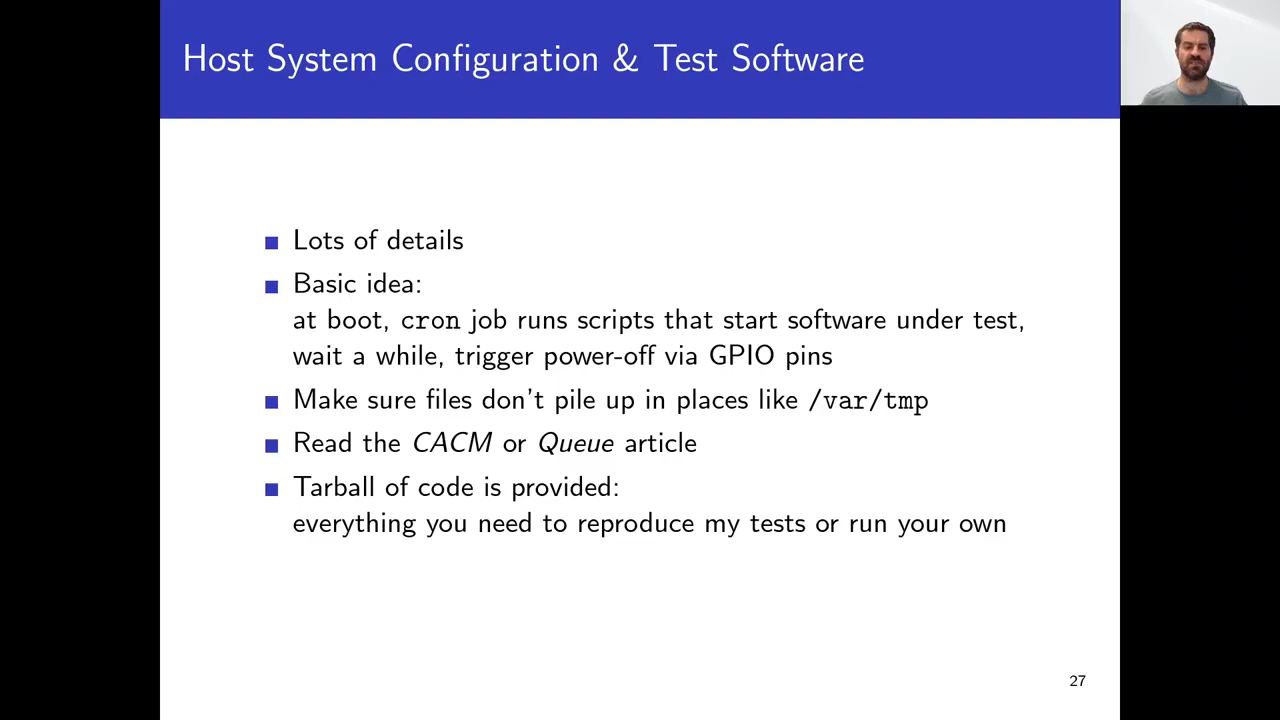 Host System Configuration & Test Software
Lots of details
Basic idea:
at boot, cron job runs scripts that start software under test,
wait a while, trigger power-off via GPIO pins
Make sure files don't pile up in places like /var/tmp
Read the CACM or Queue article
Tarball of code is provided:
everything you need to reproduce my tests or run your own
27